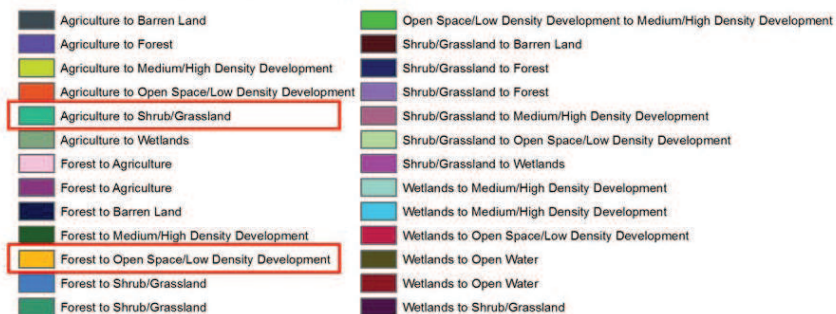 Agriculture to Barren Land
Agriculture to Forest
Agriculture to Medium/High Density Development
Agriculture to Open Space/Low Density Development
Agriculture to Shrub/Grassland
Agriculture to Wetlands
Forest to Agriculture
Forest to Agriculture
Forest to Barren Land
Forest to Medium/High Density Development
Forest to Open Space/Low Density Development
Forest to Shrub/Grassland
Forest to Shrub/Grassland
Open Space/Low Density Development to Medium/High Density Development
Shrub/Grassland to Barren Land
Shrub/Grassland to Forest
Shrub/Grassland to Forest
Shrub/Grassland to Medium/High Density Development
Shrub/Grassland to Open Space/Low Density Development
Shrub/Grassland to Wetlands
Wetlands to Medium/High Density Development
Wetlands to Medium/High Density Development
Wetlands to Open Space/Low Density Development
Wetlands to Open Water
Wetlands to Open Water
Wetlands to Shrub/Grassland